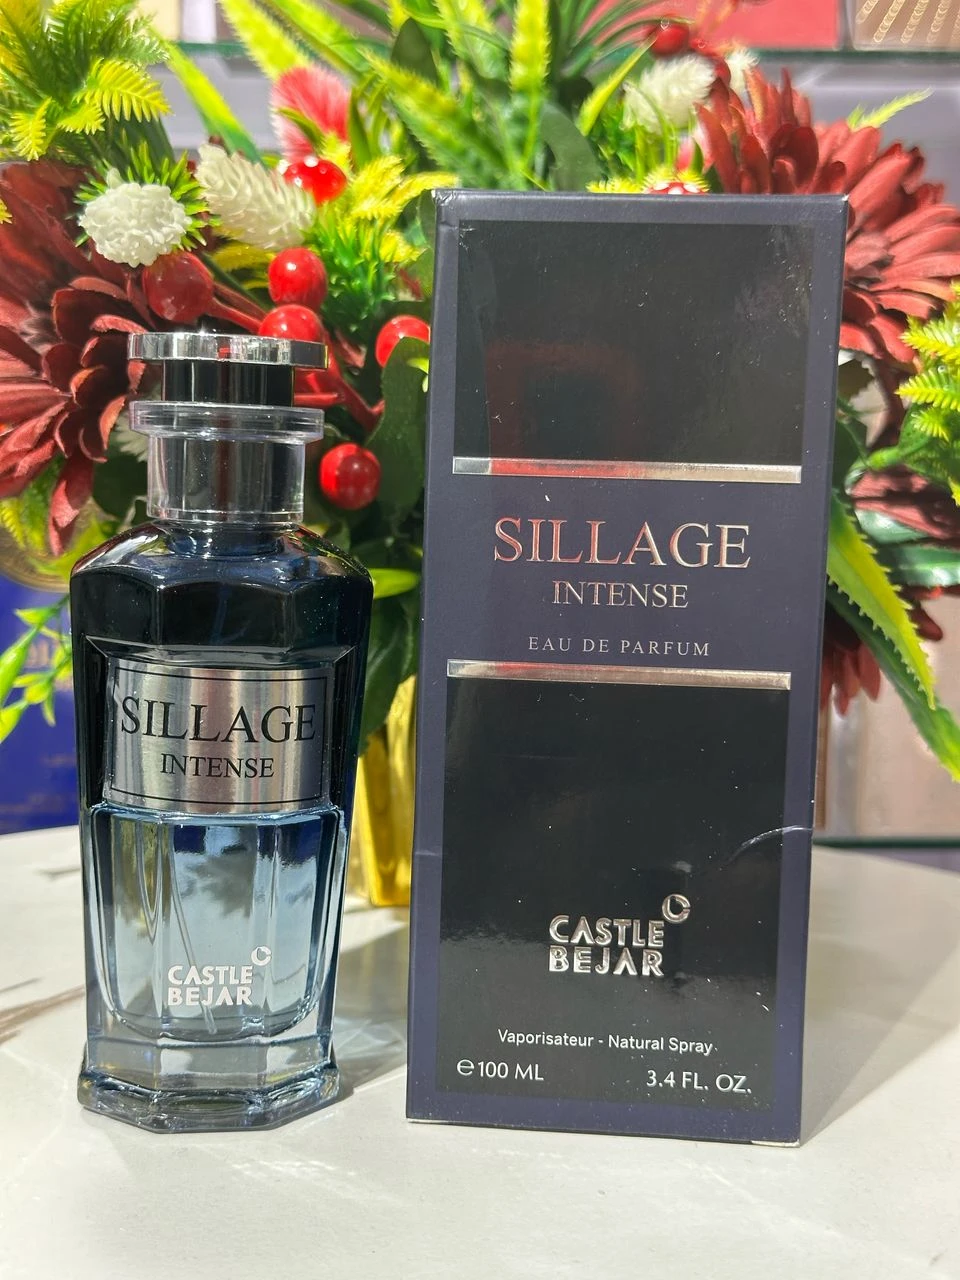 SILLAGE
INTENSE
CASTLE
BEJAR
SILLAGE
INTENSE
EAU DE PARFUM
CASTLE
BEJAR
Vaporisateur - Natural Spray
℮100 ML
3.4 FL. OZ.